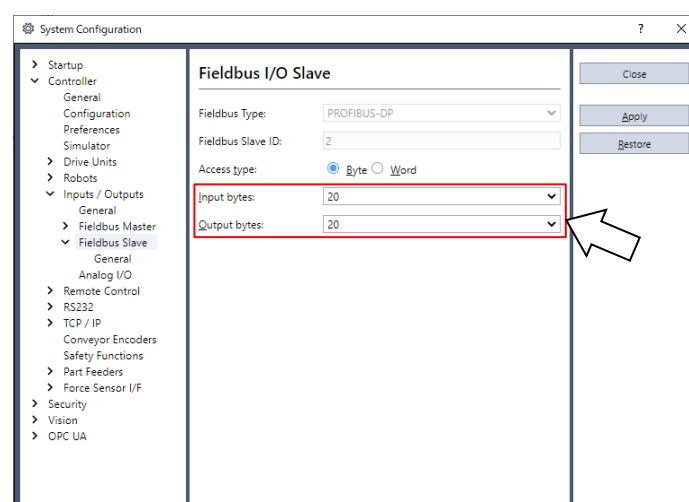 System Configuration
?
Startup
Controller
General
Configuration
Preferences
Simulator
Drive Units
Robots
Inputs / Outputs
General
Fieldbus Master
Fieldbus Slave
General
Analog I/O
Remote Control
RS232
TCP / IP
Conveyor Encoders
Safety Functions
Part Feeders
Force Sensor I/F
Security
Vision
OPC UA
Fieldbus I/O Slave
Fieldbus Type: PROFIBUS-DP
Fieldbus Slave ID: 2
Access type: Byte Word
Input bytes: 20
Output bytes: 20
Close
Apply
Restore